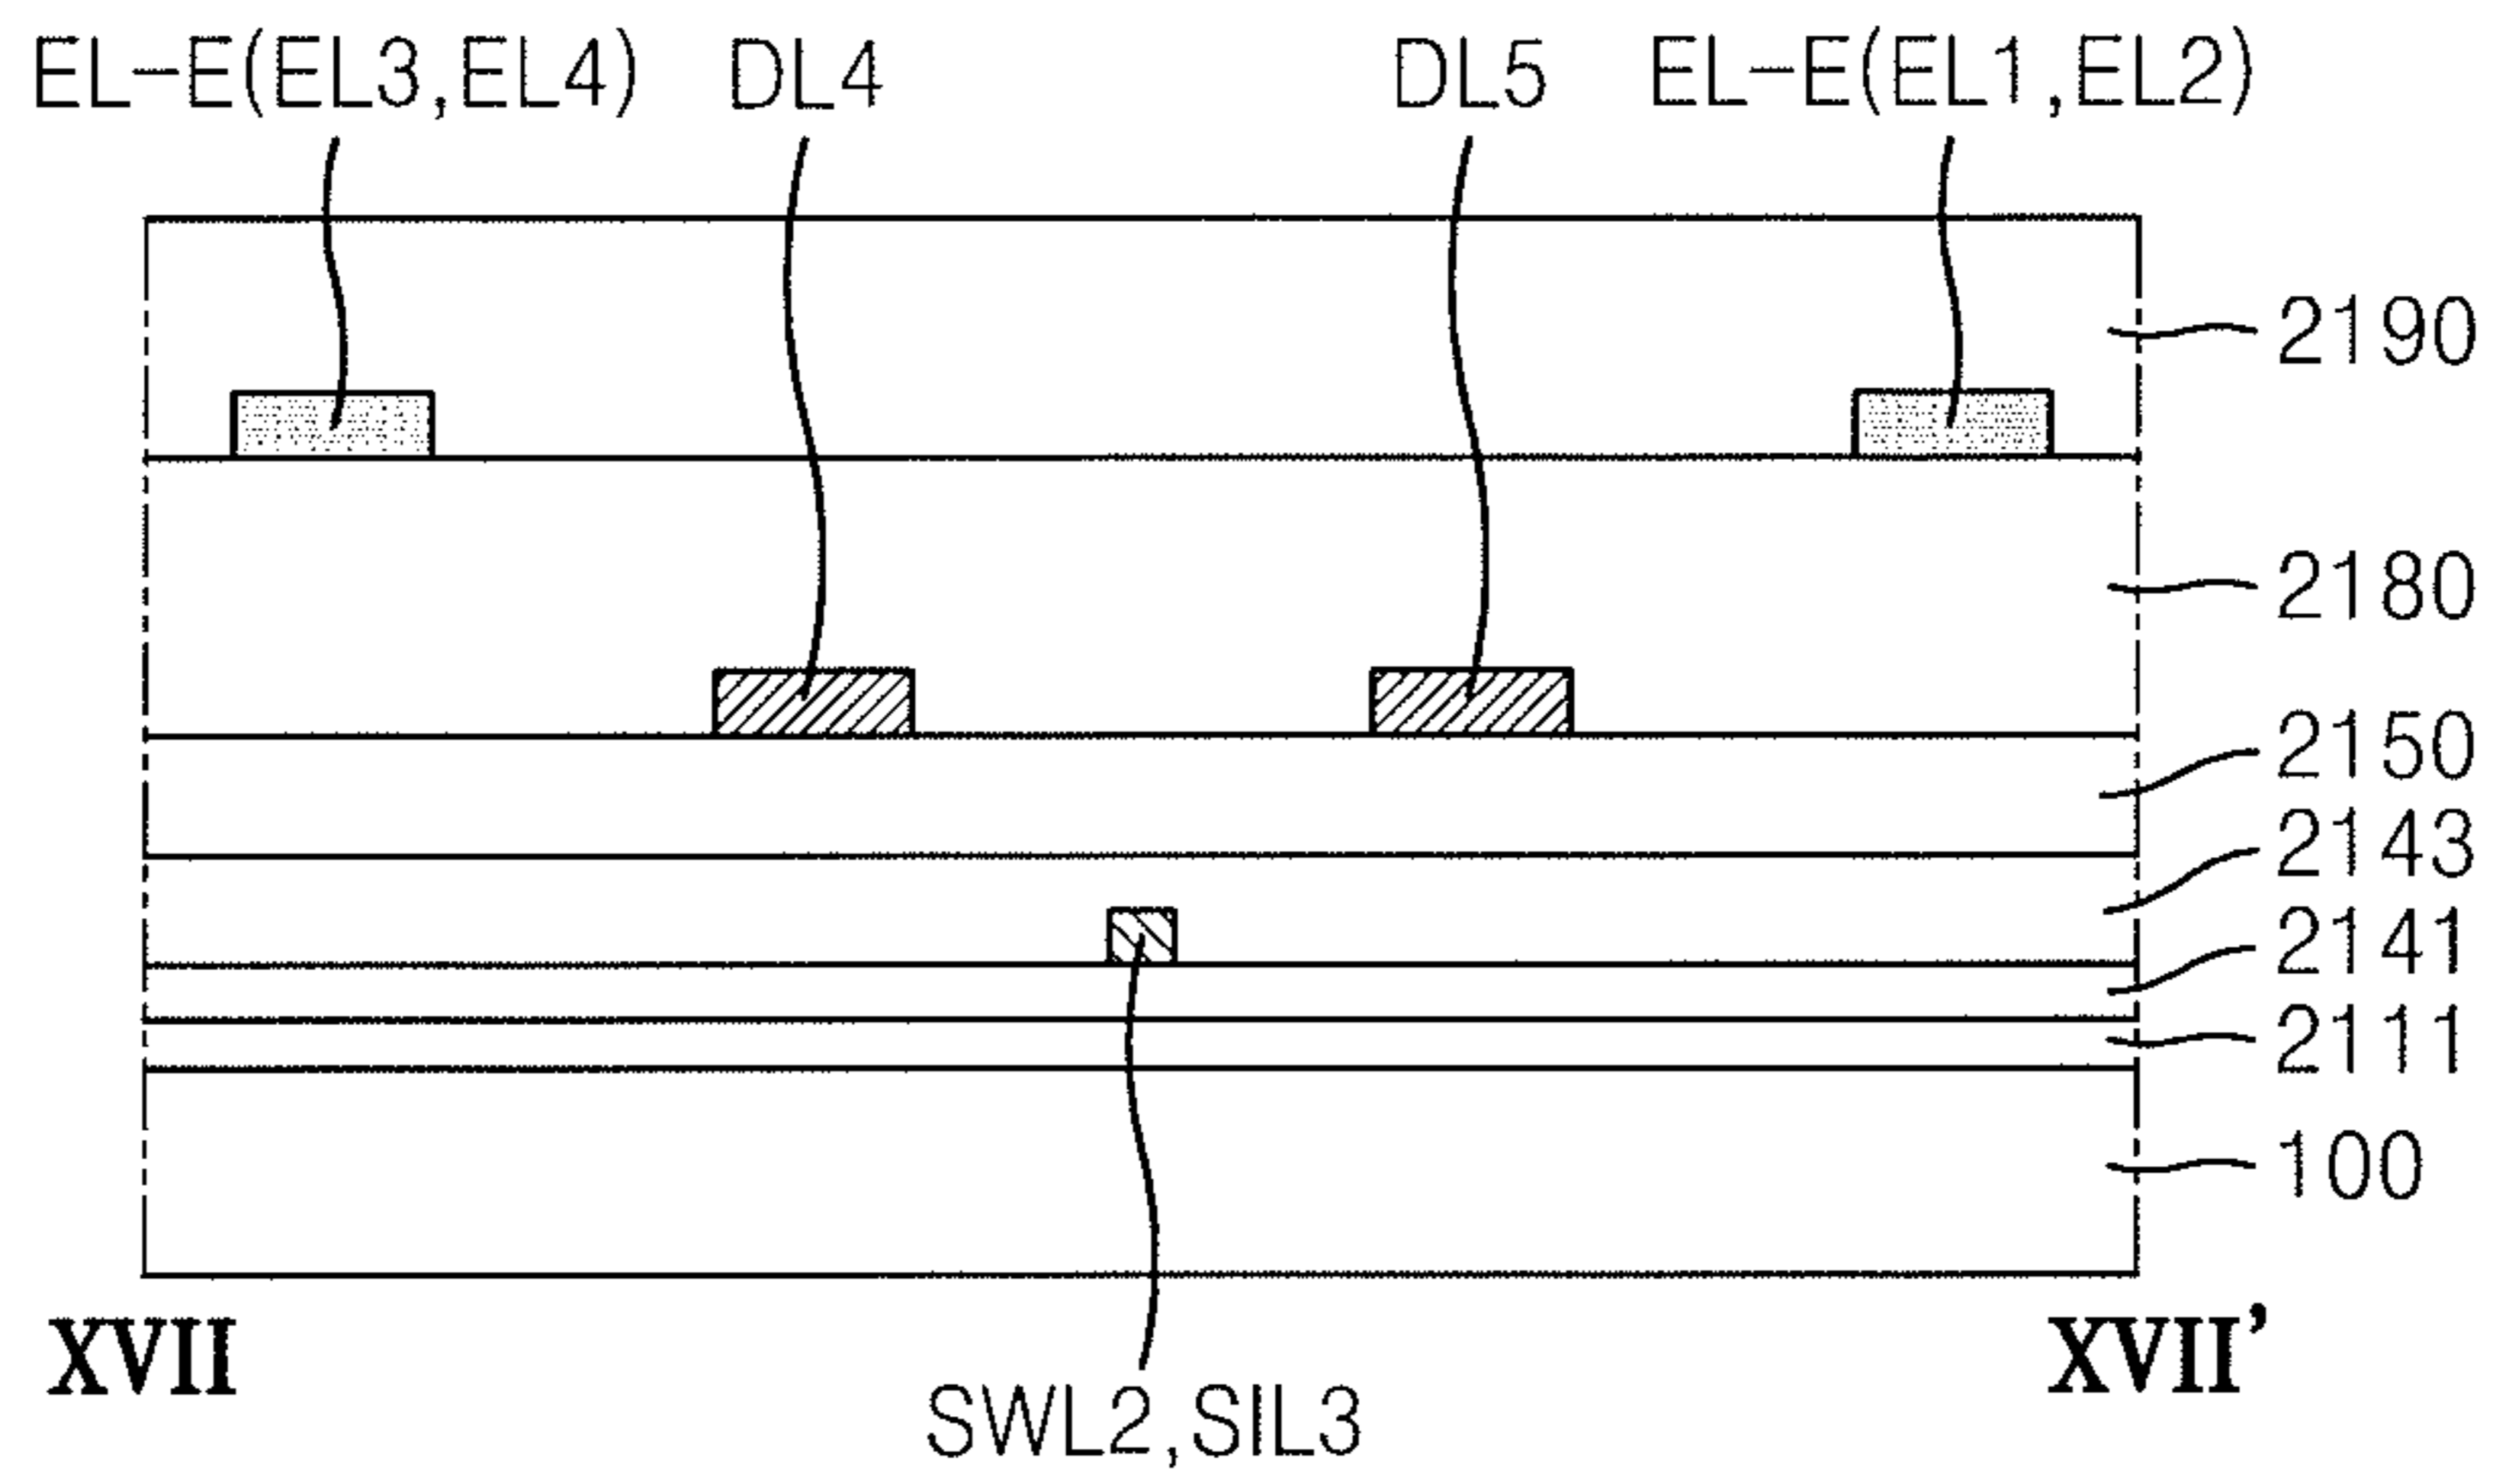 EL-E(EL3,EL4) DL4 DL5 EL-E(EL1,EL2)
2190
2180
2150
2143
2141
2111
100
XVII XVII'
SWL2,SIL3